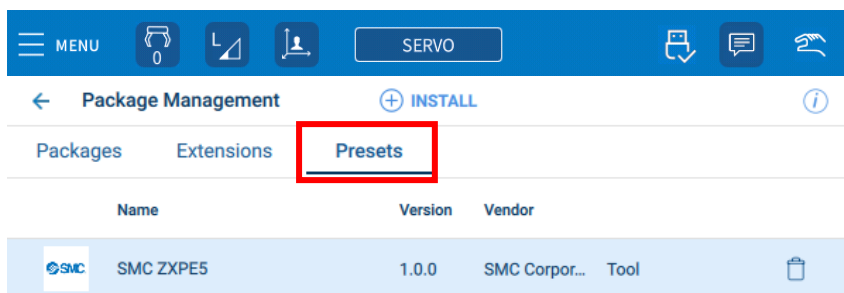 MENU 0 L SERVO
Package Management INSTALL i
Packages Extensions Presets
Name Version Vendor
SMC SMC ZXPE5 1.0.0 SMC Corpor... Tool